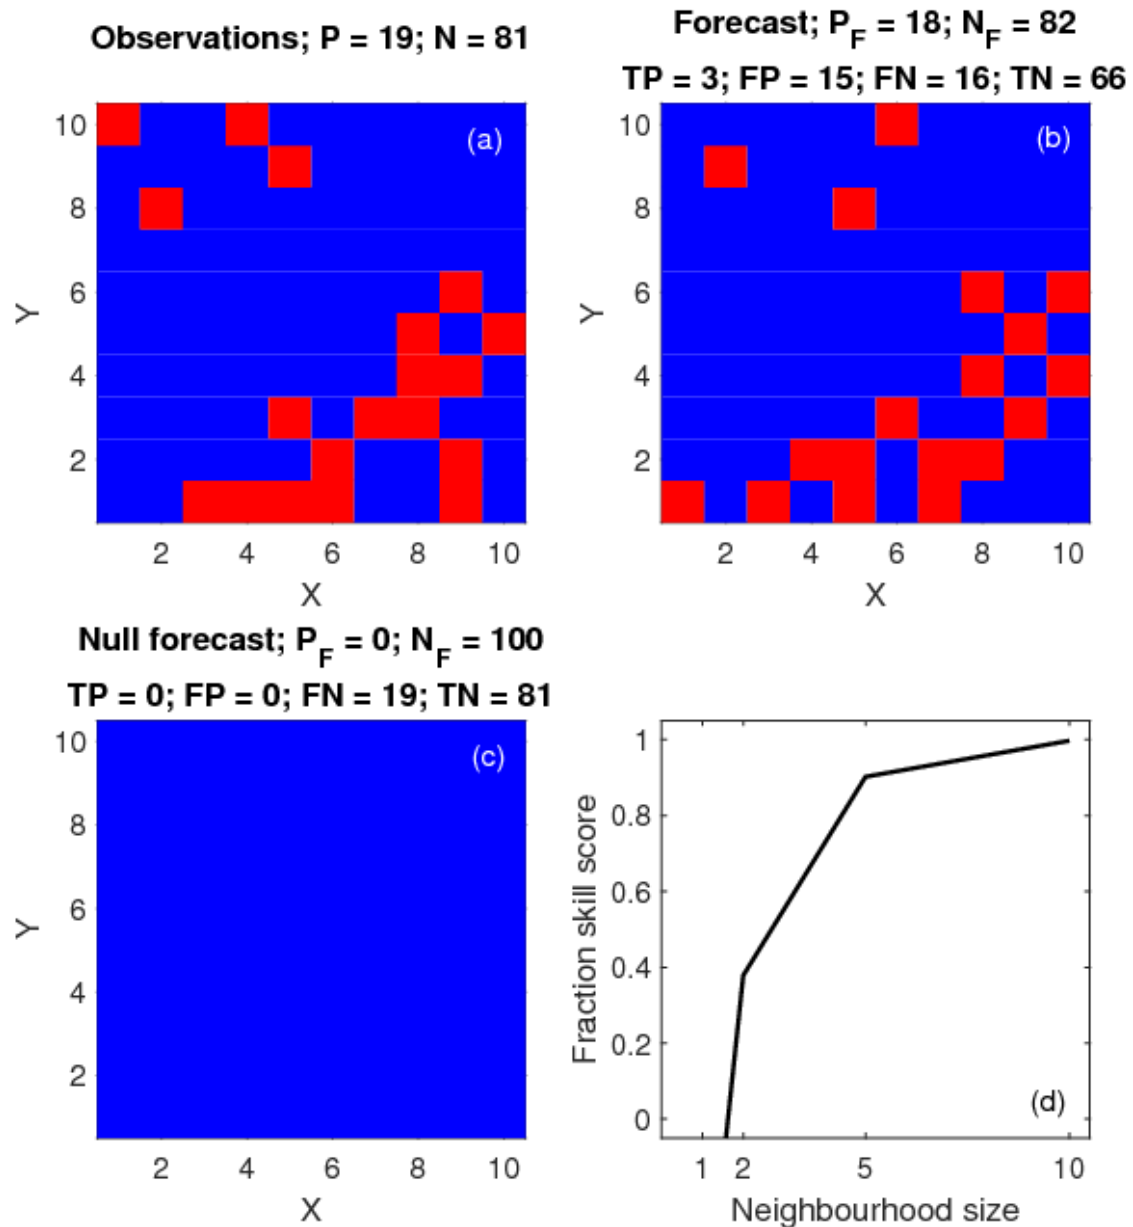 Observations; P = 19; N = 81
10
8
6
4
2
Y
(a)
2 4 6 8 10
X
Forecast; P_F = 18; N_F = 82
TP = 3; FP = 15; FN = 16; TN = 66
10
8
6
4
2
Y
(b)
2 4 6 8 10
X
Null forecast; P_F = 0; N_F = 100
TP = 0; FP = 0; FN = 19; TN = 81
10
8
6
4
2
Y
(c)
2 4 6 8 10
X
1
0.8
0.6
0.4
0.2
0
Fraction skill score
(d)
1 2 5 10
Neighbourhood size